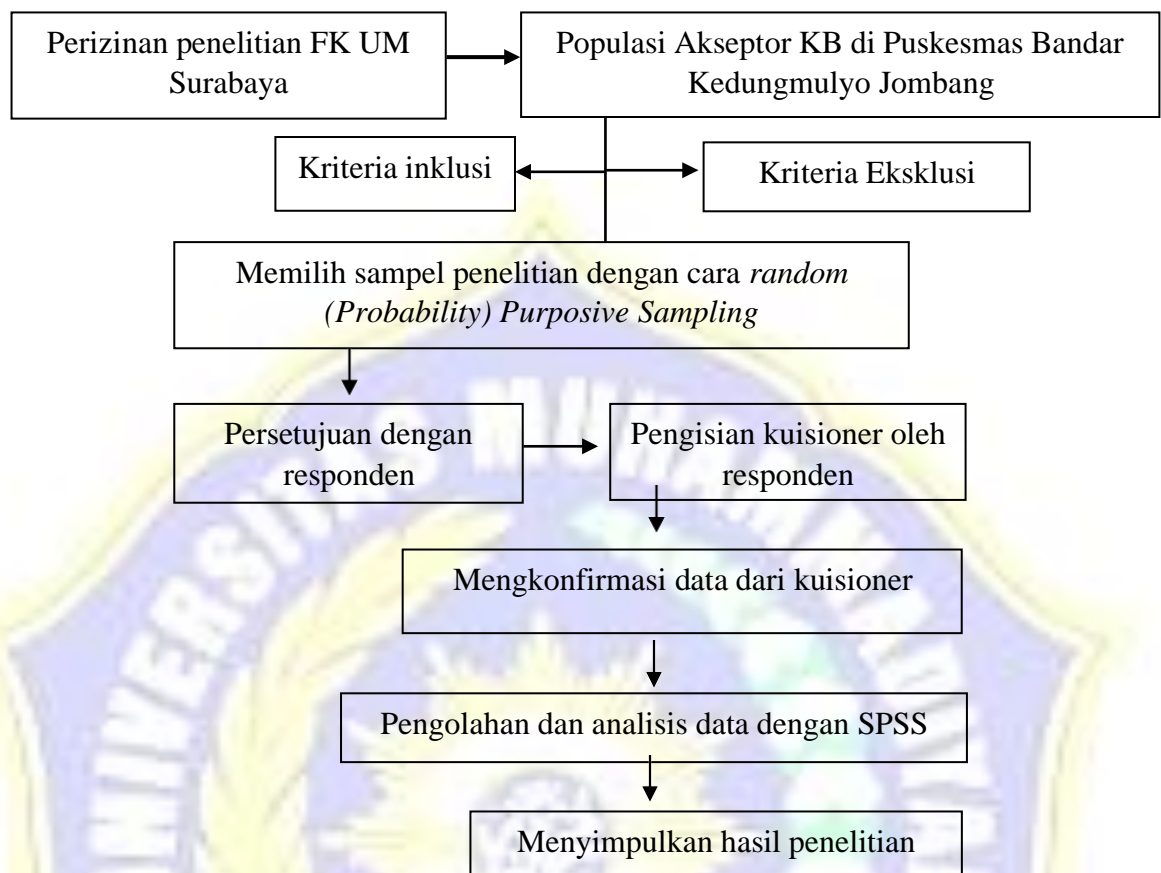 Perizinan penelitian FK UM
Surabaya
Populasi Akseptor KB di Puskesmas Bandar
Kedungmulyo Jombang
Kriteria inklusi
Kriteria Eksklusi
Memilih sampel penelitian dengan cara random
(Probability) Purposive Sampling
Persetujuan dengan
responden
Pengisian kuisioner oleh
responden
Mengkonfirmasi data dari kuisioner
Pengolahan dan analisis data dengan SPSS
Menyimpulkan hasil penelitian
UNIVERSITAS MUHAMMADIYAH